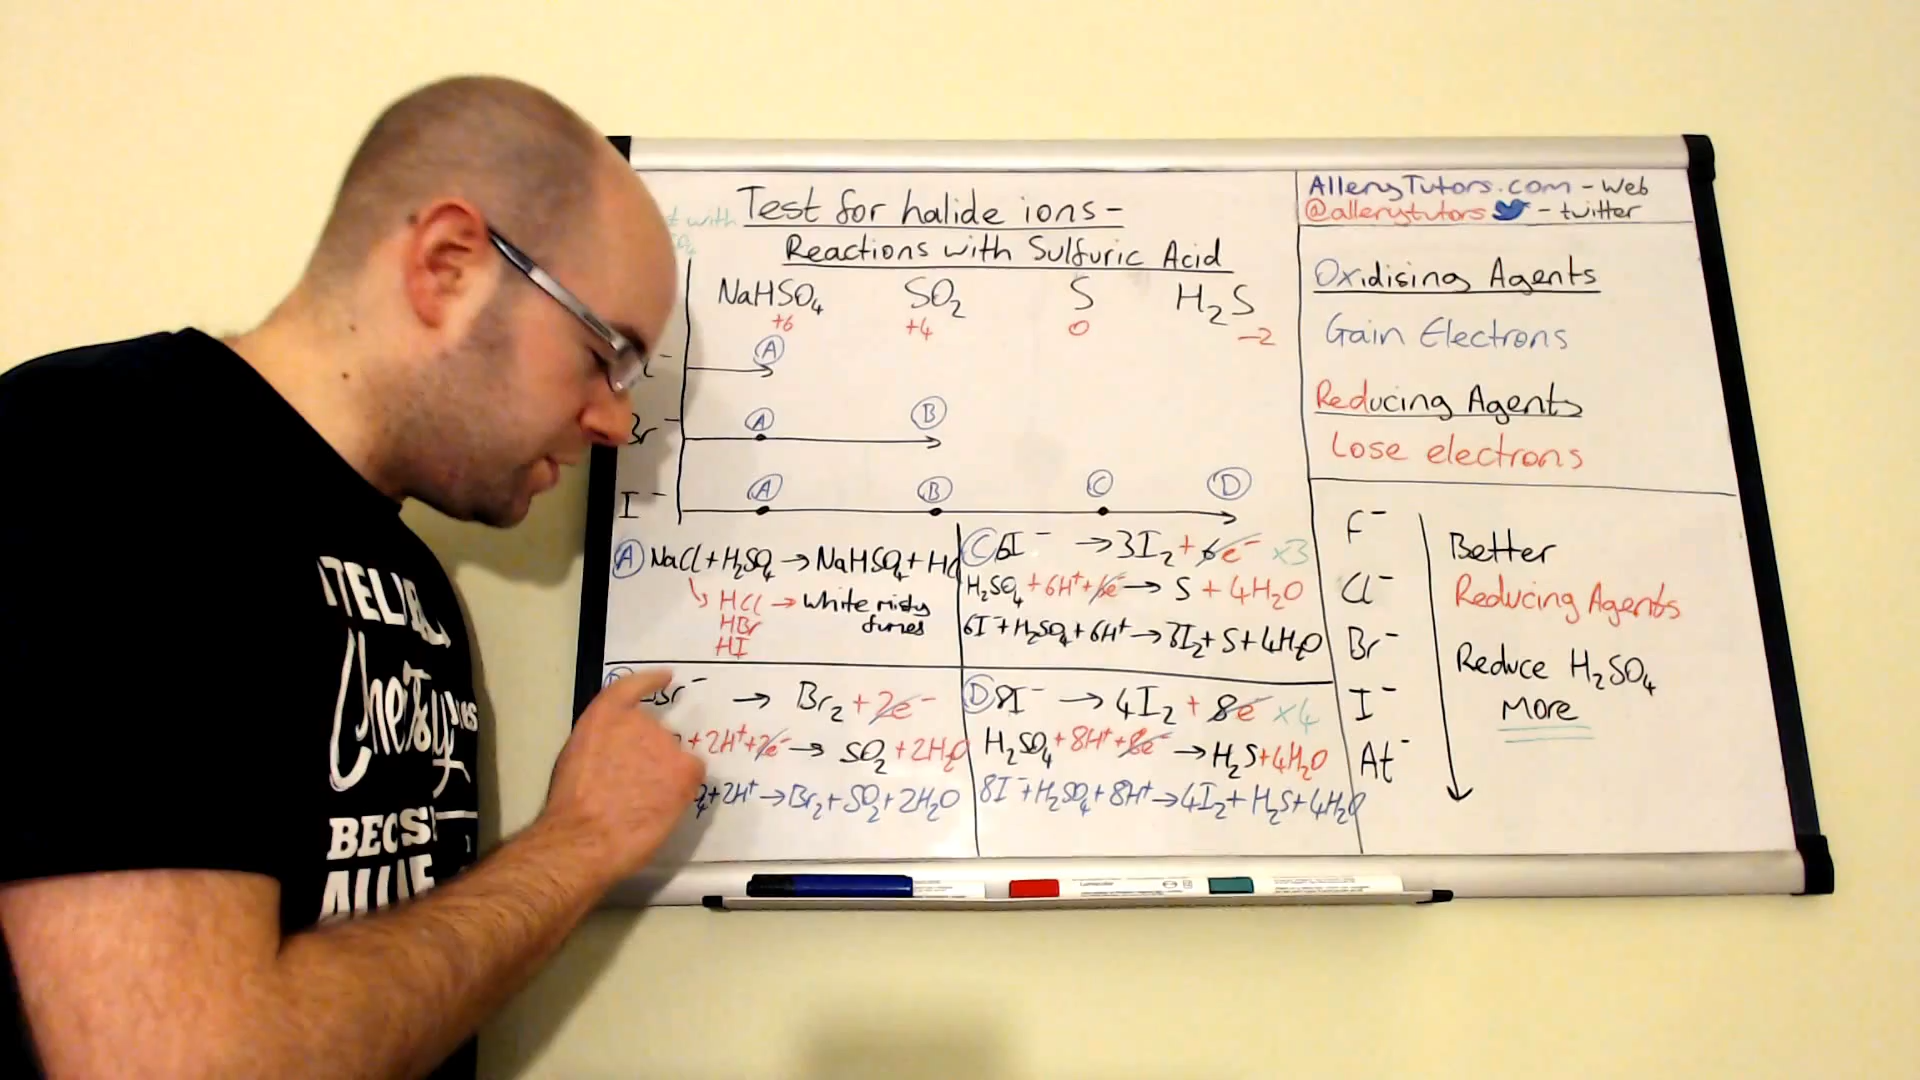 Test for halide ions-
with
Reactions with Sulfuric Acid
NaHSO₄ SO₂ S H₂S
+6 +4 0 -2
A
Br⁻ A B
I⁻ A B C D
A NaCl + H₂SO₄ → NaHSO₄ + HCl
↳ HCl → White misty
HBr fumes
HI
C 6I⁻ → 3I₂ + 6e⁻ x3
H₂SO₄ + 6H⁺ + 6e⁻ → S + 4H₂O
6I⁻ + H₂SO₄ + 6H⁺ → 3I₂ + S + 4H₂O
Br⁻ → Br₂ + 2e⁻
+ 2H⁺ + 2e⁻ → SO₂ + 2H₂O
+ 2H⁺ → Br₂ + SO₂ + 2H₂O
D 8I⁻ → 4I₂ + 8e⁻ x4
H₂SO₄ + 8H⁺ + 8e⁻ → H₂S + 4H₂O
8I⁻ + H₂SO₄ + 8H⁺ → 4I₂ + H₂S + 4H₂O
AlleryTutors.com - Web
@allerytutors - twitter
Oxidising Agents
Gain Electrons
Reducing Agents
Lose electrons
F⁻
Cl⁻
Br⁻
I⁻
At⁻
Better
Reducing Agents
Reduce H₂SO₄
More
BECAUSE